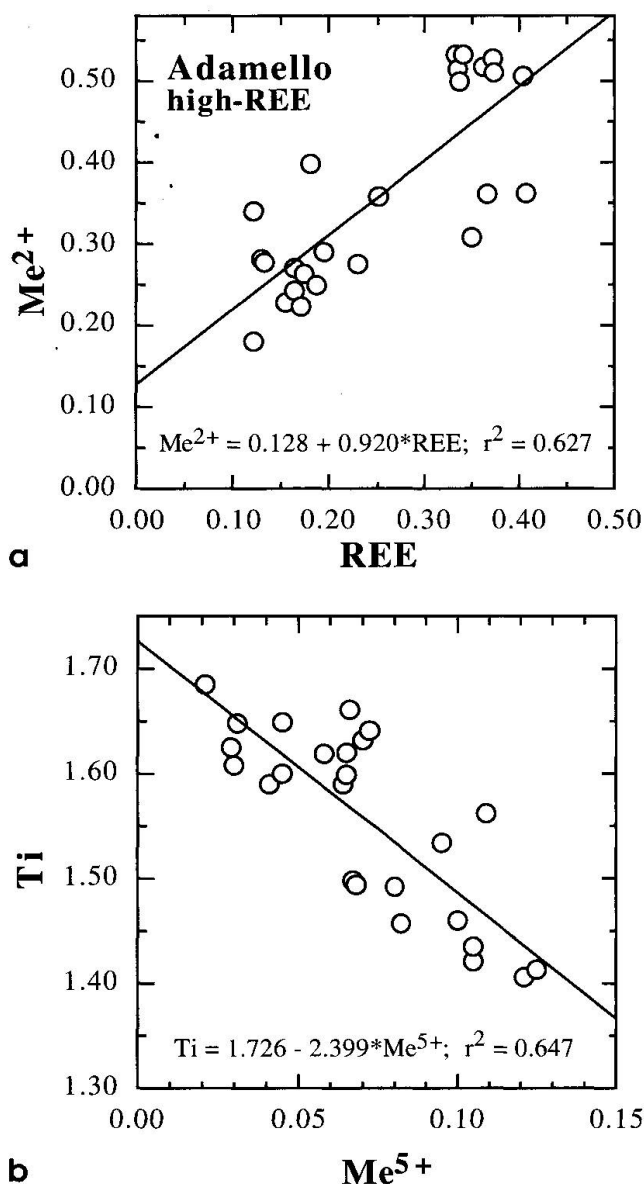 Adamello
high-REE
0.50
0.40
0.30
0.20
0.10
0.00
Me2+
Me2+ = 0.128 + 0.920*REE; r2 = 0.627
0.00 0.10 0.20 0.30 0.40 0.50
REE
a
1.70
1.60
1.50
1.40
1.30
Ti
Ti = 1.726 - 2.399*Me5+; r2 = 0.647
0.00 0.05 0.10 0.15
Me5+
b